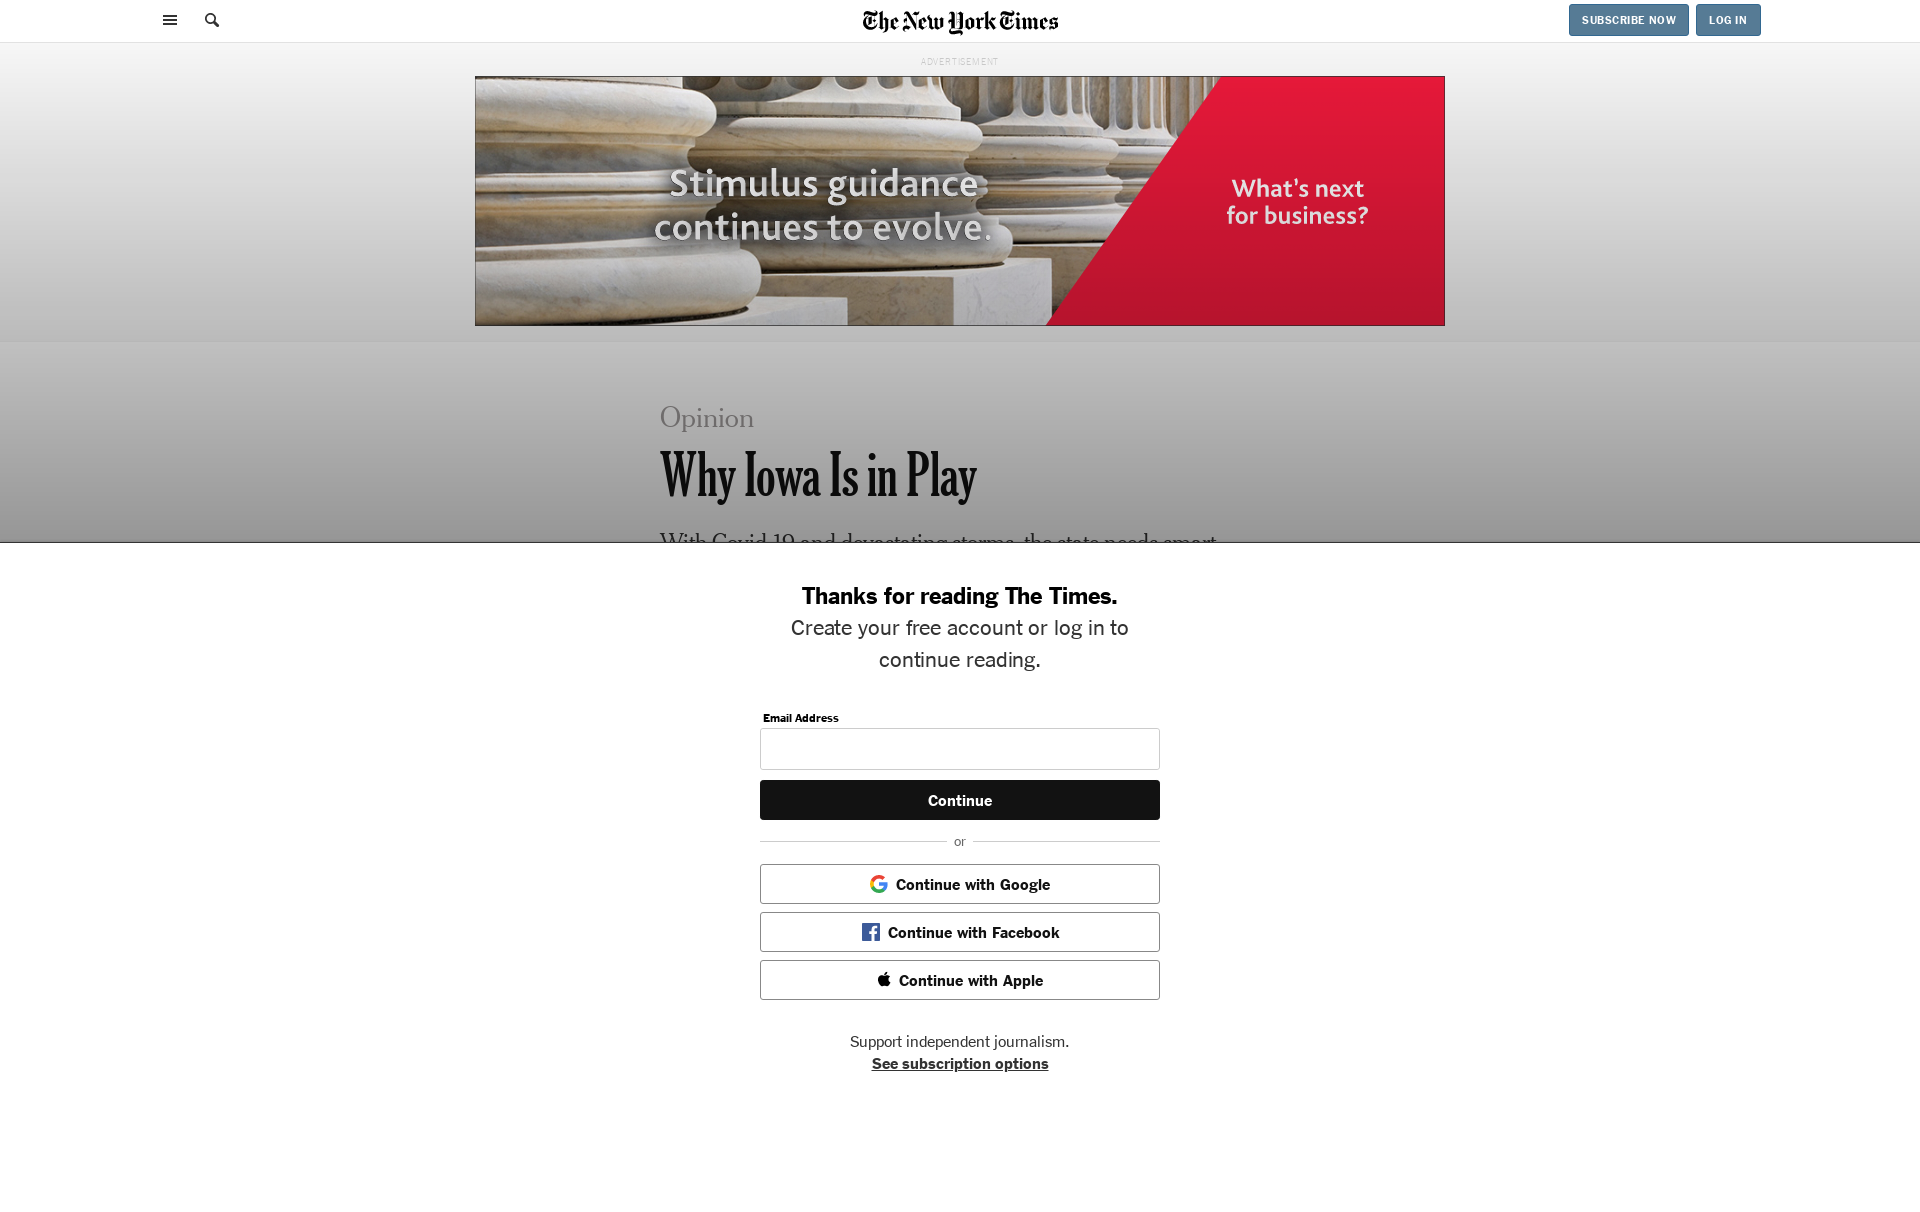 The New York Times
SUBSCRIBE NOW
LOG IN
ADVERTISEMENT
Stimulus guidance
continues to evolve.
What's next
for business?
Opinion
Why Iowa Is in Play
With Covid-19 and devastating storms, the state needs smart
Thanks for reading The Times.
Create your free account or log in to
continue reading.
Email Address
Continue
or
Continue with Google
Continue with Facebook
Continue with Apple
Support independent journalism.
See subscription options